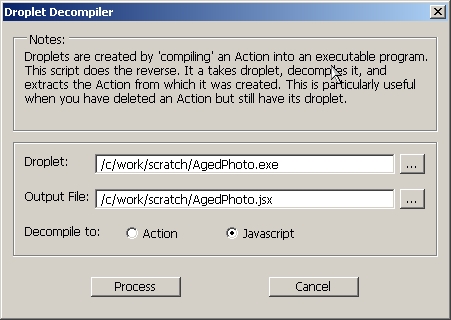 Droplet Decompiler
Notes:
Droplets are created by 'compiling' an Action into an executable program.
This script does the reverse. It a takes droplet, decompiles it, and
extracts the Action from which it was created. This is particularly useful
when you have deleted an Action but still have its droplet.
Droplet: /c/work/scratch/AgedPhoto.exe ...
Output File: /c/work/scratch/AgedPhoto.jsx ...
Decompile to: Action Javascript
Process Cancel